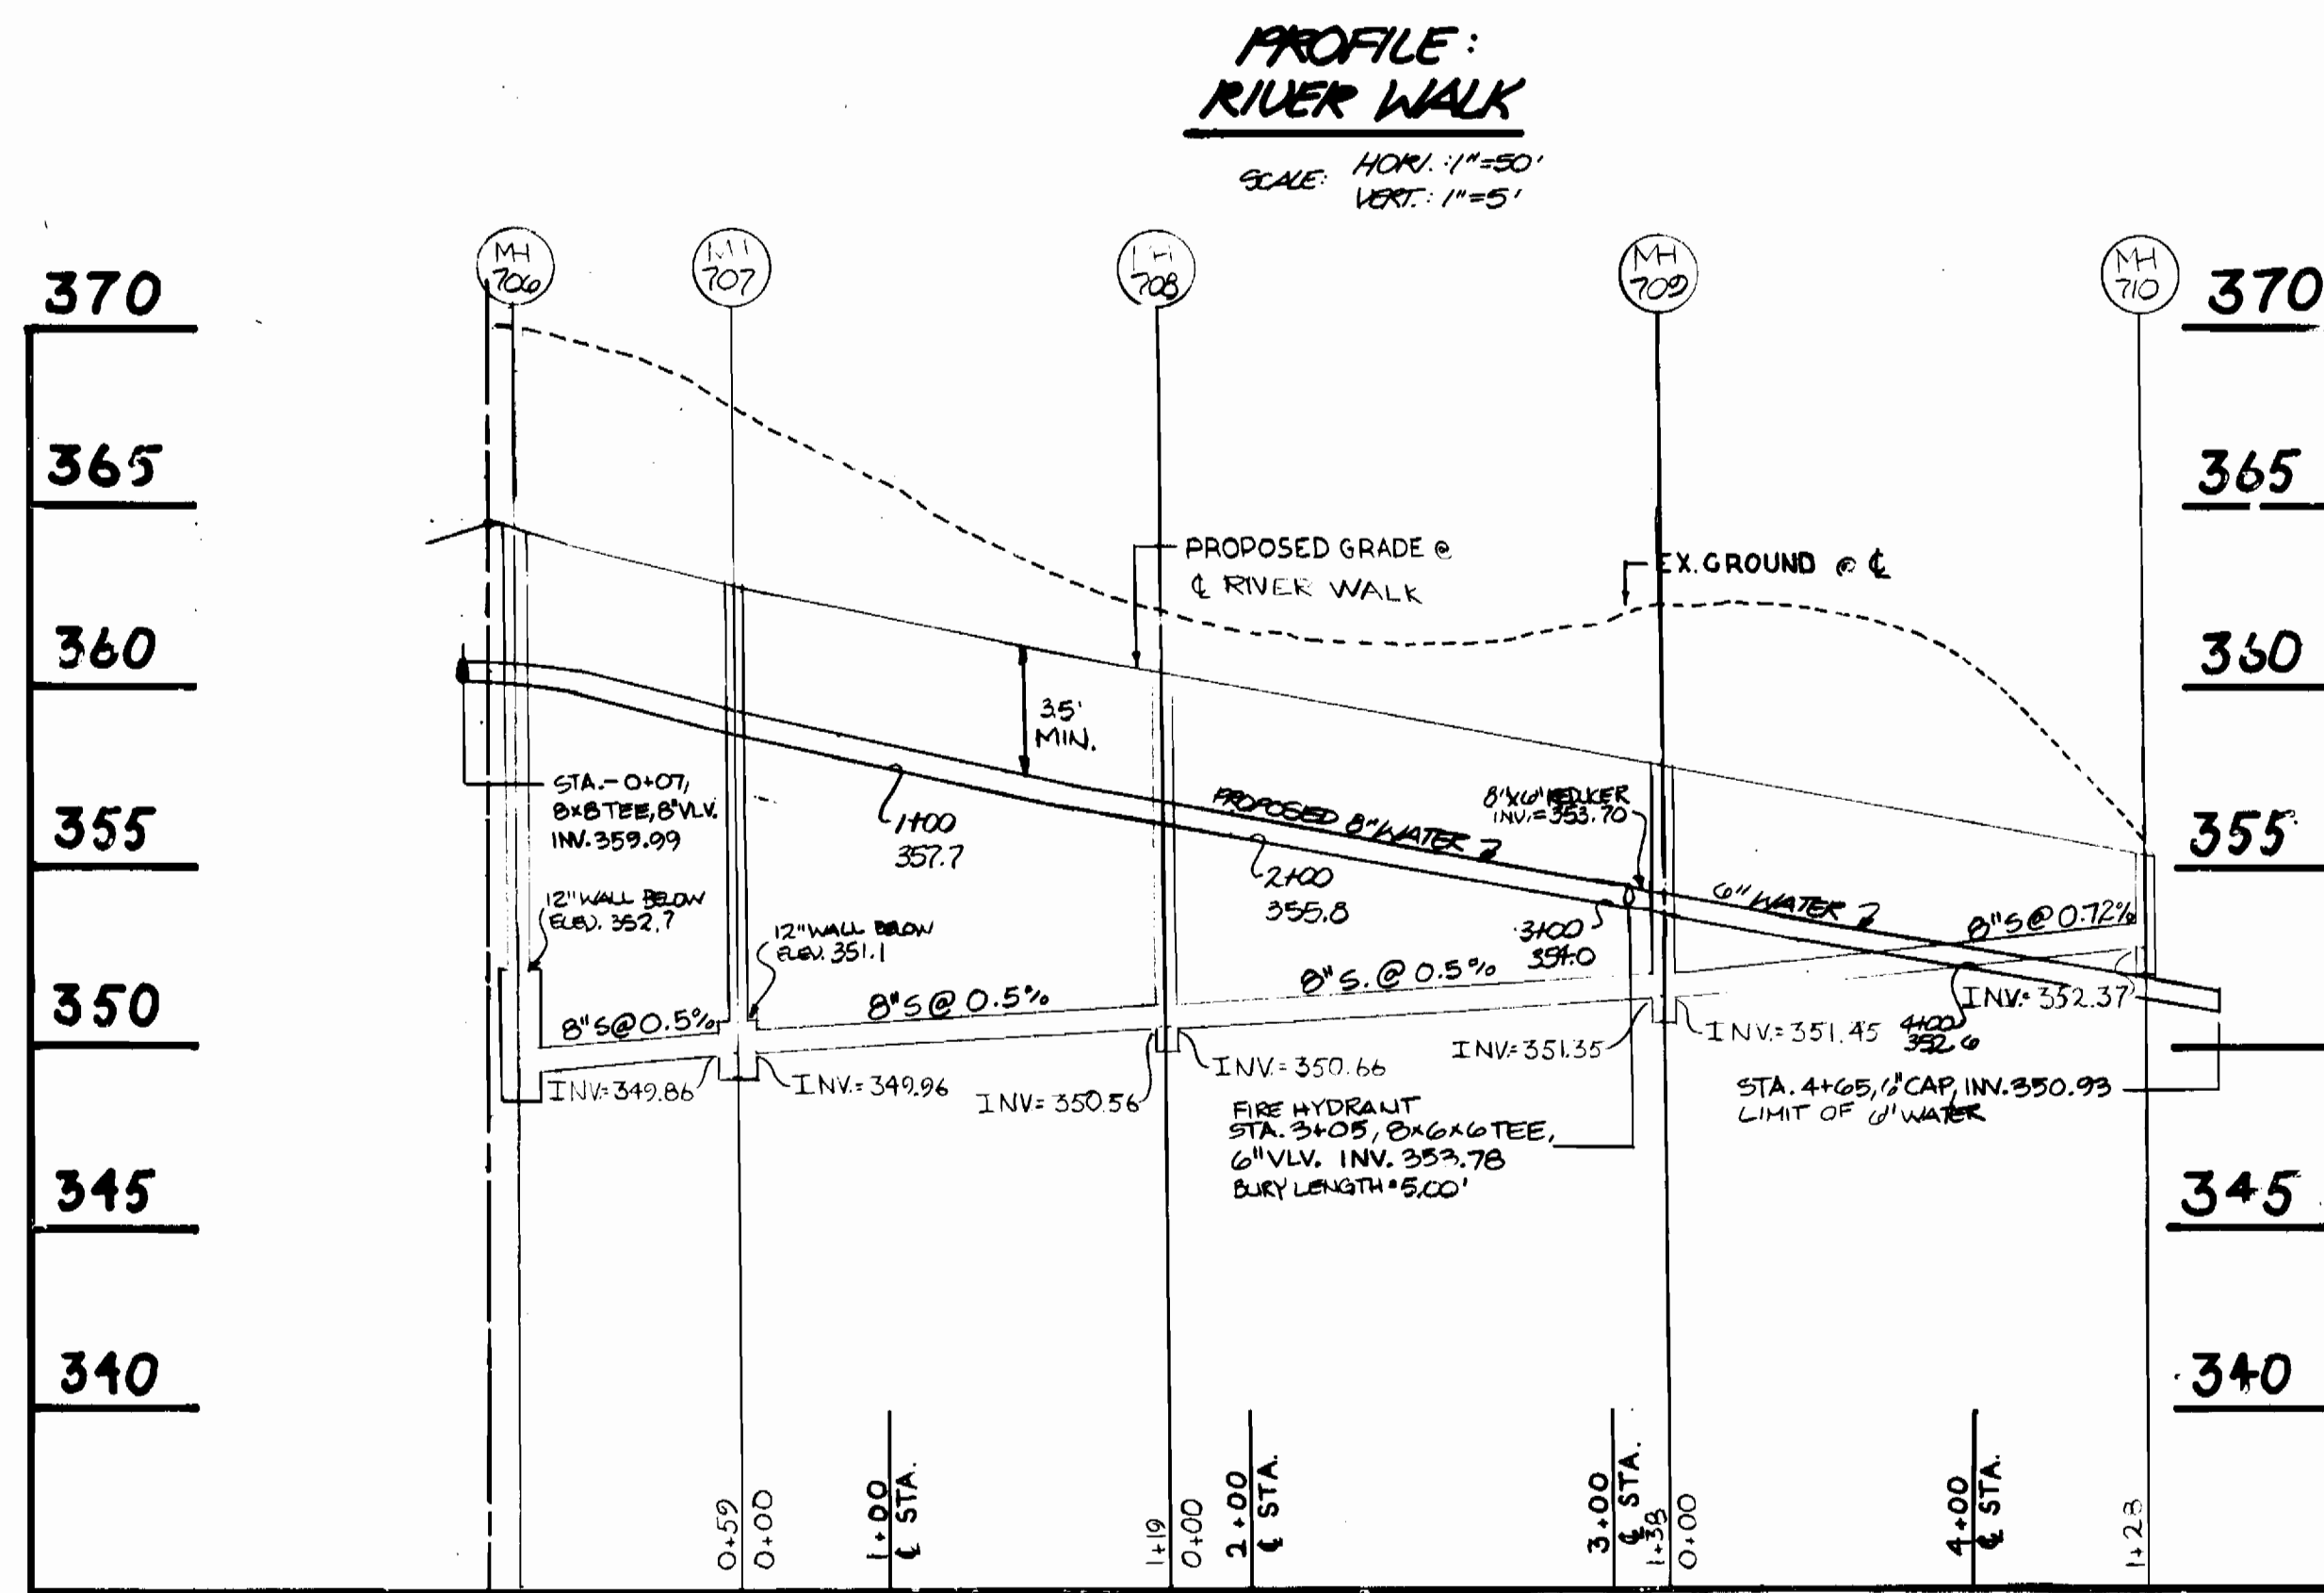 PROFILE:
RIVER WALK
SCALE: HORI.: 1"=50'
VERT.: 1"=5'
MH
706
MH
707
MH
708
MH
709
MH
710
370
370
365
365
360
360
355
355
350
345
345
340
340
PROPOSED GRADE @
℄ RIVER WALK
EX. GROUND @ ℄
3.5'
MIN.
STA. - 0+07,
8x8 TEE, 8" VLV.
INV. 359.99
12" WALL BELOW
ELEV. 352.7
12" WALL BELOW
ELEV. 351.1
1+00
357.7
PROPOSED 8" WATER
2+00
355.8
8"x6" REDUCER
INV.=353.70
3+00
354.0
6" WATER
8"S @ 0.72%
8"S@0.5%
8"S @ 0.5%
8"S. @ 0.5%
INV.=349.86
INV.=349.96
INV.=350.56
INV.=350.66
INV=351.35
INV.=351.45
4+00
352.6
INV.=352.37
FIRE HYDRANT
STA. 3+05, 8x6x6 TEE,
6" VLV. INV. 353.78
BURY LENGTH=5.00'
STA. 4+65, 6" CAP, INV. 350.93
LIMIT OF 6" WATER
0+59
0+00
1+00
℄ STA.
1+19
0+00
2+00
℄ STA.
3+00
℄ STA.
1+38
0+00
4+00
℄ STA.
1+28